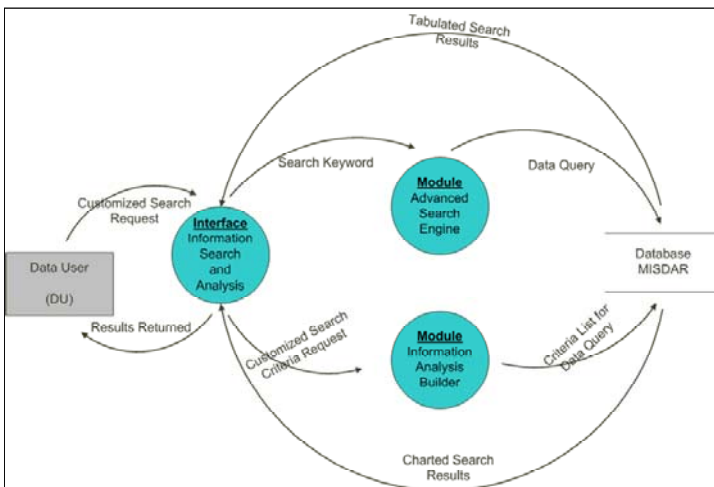 Tabulated Search
Results
Search Keyword
Data Query
Customized Search
Request
Module
Advanced
Search
Engine
Interface
Information
Search
and
Analysis
Data User
(DU)
Database
MISDAR
Results Returned
Customized Search
Criteria Request
Module
Information
Analysis
Builder
Criteria List for
Data Query
Charted Search
Results